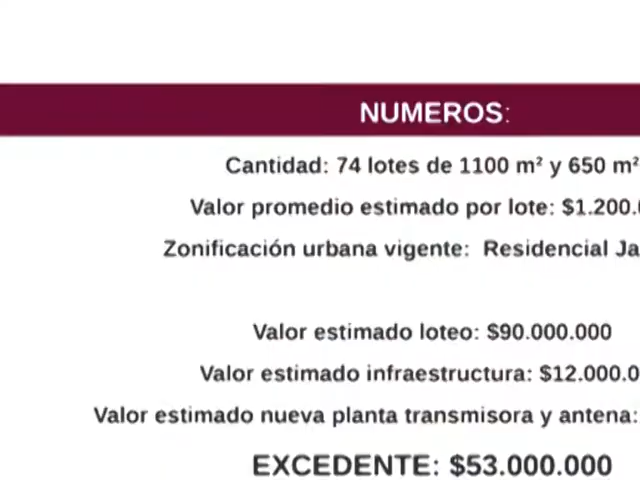 NUMEROS:
Cantidad: 74 lotes de 1100 m² y 650 m²
Valor promedio estimado por lote: $1.200.
Zonificación urbana vigente: Residencial Ja
Valor estimado loteo: $90.000.000
Valor estimado infraestructura: $12.000.0
Valor estimado nueva planta transmisora y antena:
EXCEDENTE: $53.000.000